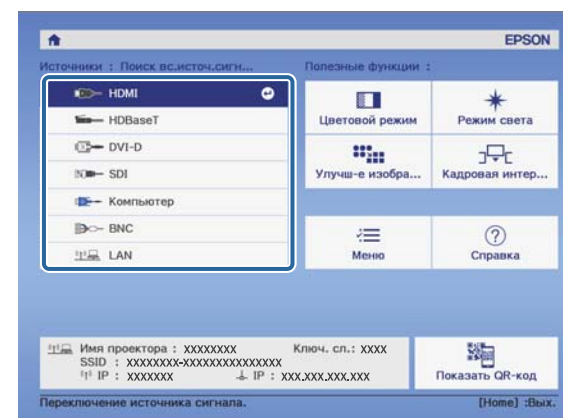 EPSON
Источники : Поиск вс.источ.сигн...
Полезные функции :
HDMI
HDBaseT
DVI-D
SDI
Компьютер
BNC
LAN
Цветовой режим
Режим света
Улучш-е изобра...
Кадровая интер...
Меню
Справка
Имя проектора : XXXXXXXX Ключ. сл.: XXXX
SSID : XXXXXXXX-XXXXXXXXXXXXXXX
IP : XXXXXXX IP : XXX.XXX.XXX.XXX
Показать QR-код
Переключение источника сигнала.
[Home] :Вых.